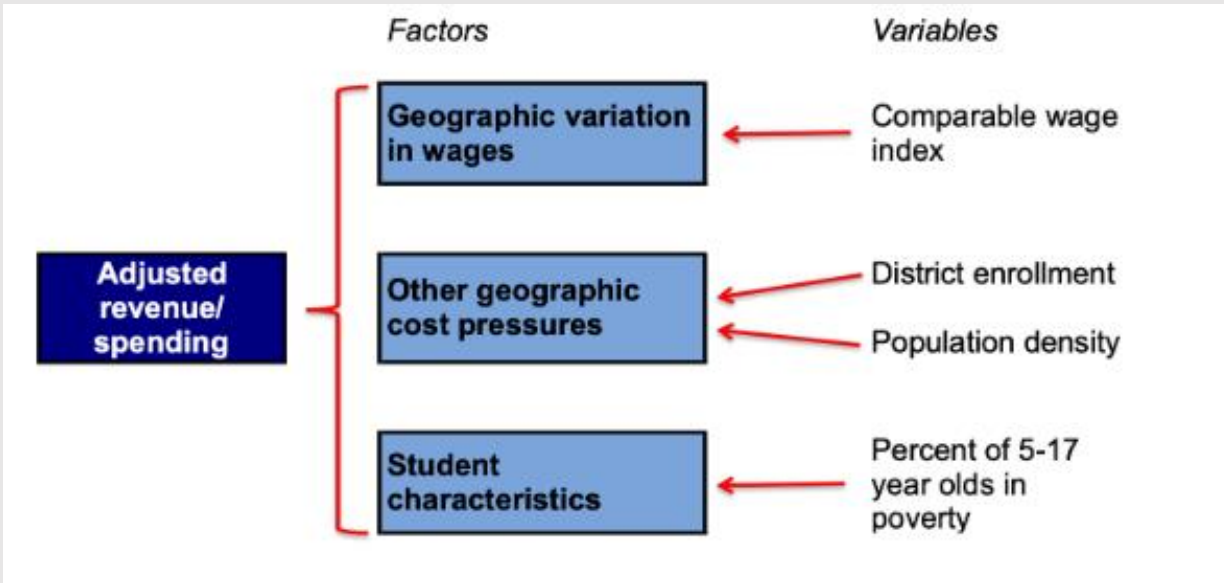 Factors
Variables
Geographic variation
in wages
Comparable wage
index
Adjusted
revenue/
spending
Other geographic
cost pressures
District enrollment
Population density
Student
characteristics
Percent of 5-17
year olds in
poverty